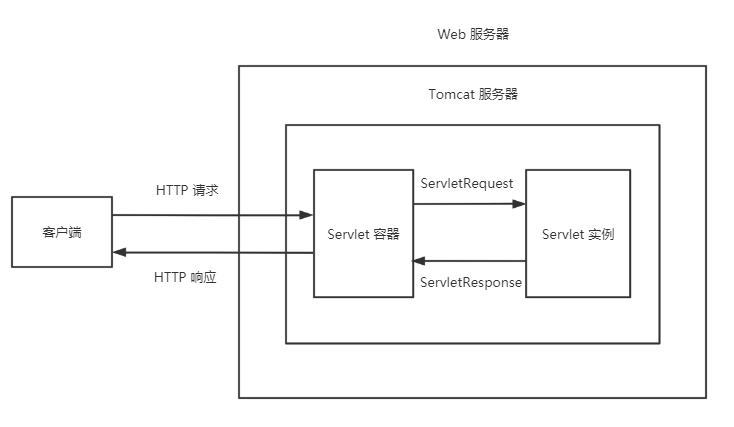 Web 服务器
Tomcat 服务器
HTTP 请求
ServletRequest
客户端
Servlet 容器
Servlet 实例
HTTP 响应
ServletResponse